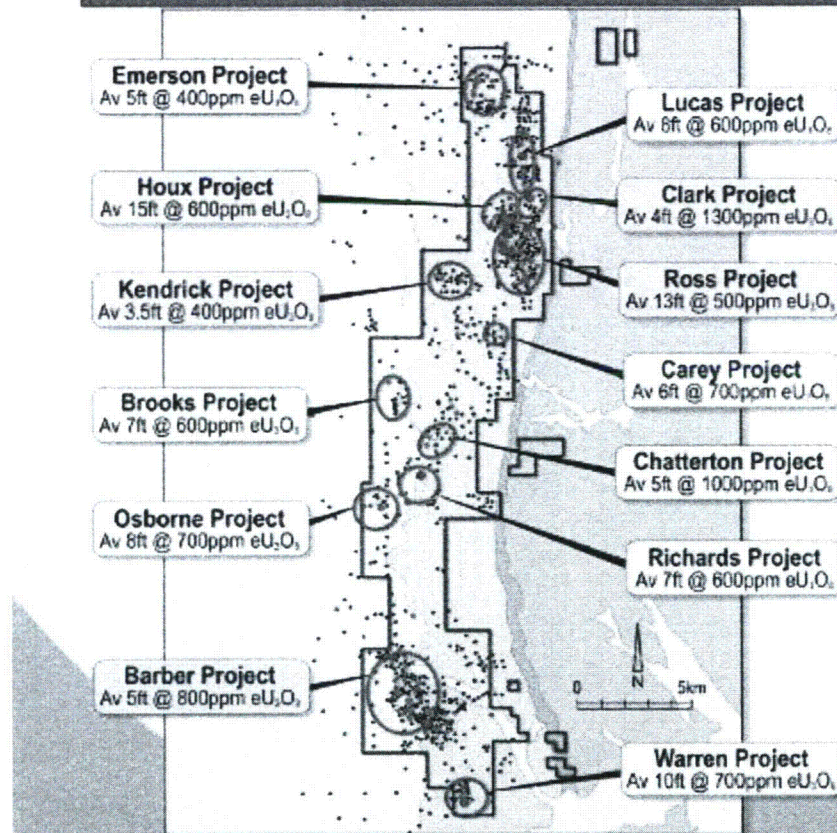 Emerson Project
Av 5ft @ 400ppm eU₃O₈
Lucas Project
Av 8ft @ 600ppm eU₃O₈
Houx Project
Av 15ft @ 600ppm eU₃O₈
Clark Project
Av 4ft @ 1300ppm eU₃O₈
Kendrick Project
Av 3.5ft @ 400ppm eU₃O₈
Ross Project
Av 13ft @ 500ppm eU₃O₈
Carey Project
Av 6ft @ 700ppm eU₃O₈
Brooks Project
Av 7ft @ 600ppm eU₃O₈
Chatterton Project
Av 5ft @ 1000ppm eU₃O₈
Osborne Project
Av 8ft @ 700ppm eU₃O₈
Richards Project
Av 7ft @ 600ppm eU₃O₈
Barber Project
Av 5ft @ 800ppm eU₃O₈
N
0 5km
Warren Project
Av 10ft @ 700ppm eU₃O₈